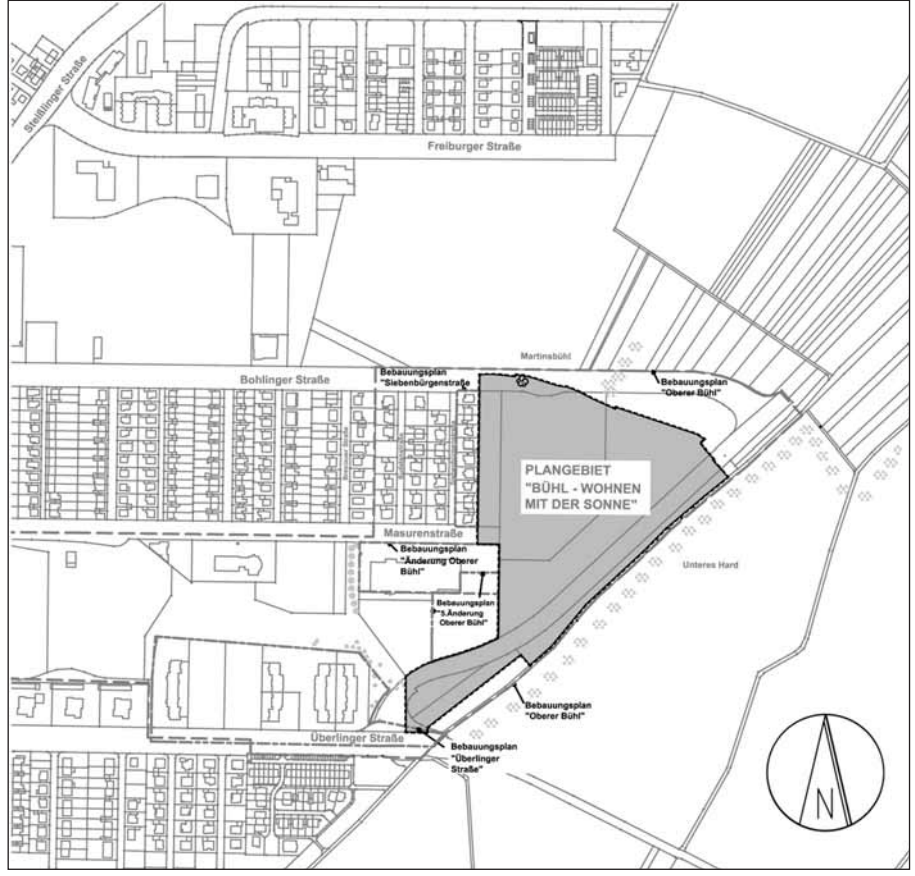 Steißlinger Straße
Freiburger Straße
Martinsbühl
Bohlinger Straße
Bebauungsplan
"Siebenbürgenstraße
Bebauungsplan
"Oberer Bühl"
PLANGEBIET
"BÜHL - WOHNEN
MIT DER SONNE"
Masurenstraße
Bebauungsplan
"Änderung Oberer
Bühl"
Unteres Hard
Bebauungsplan
"5.Änderung
Oberer Bühl"
Bebauungsplan
"Oberer Bühl"
Überlinger Straße
Bebauungsplan
"Überlinger
Straße"
N